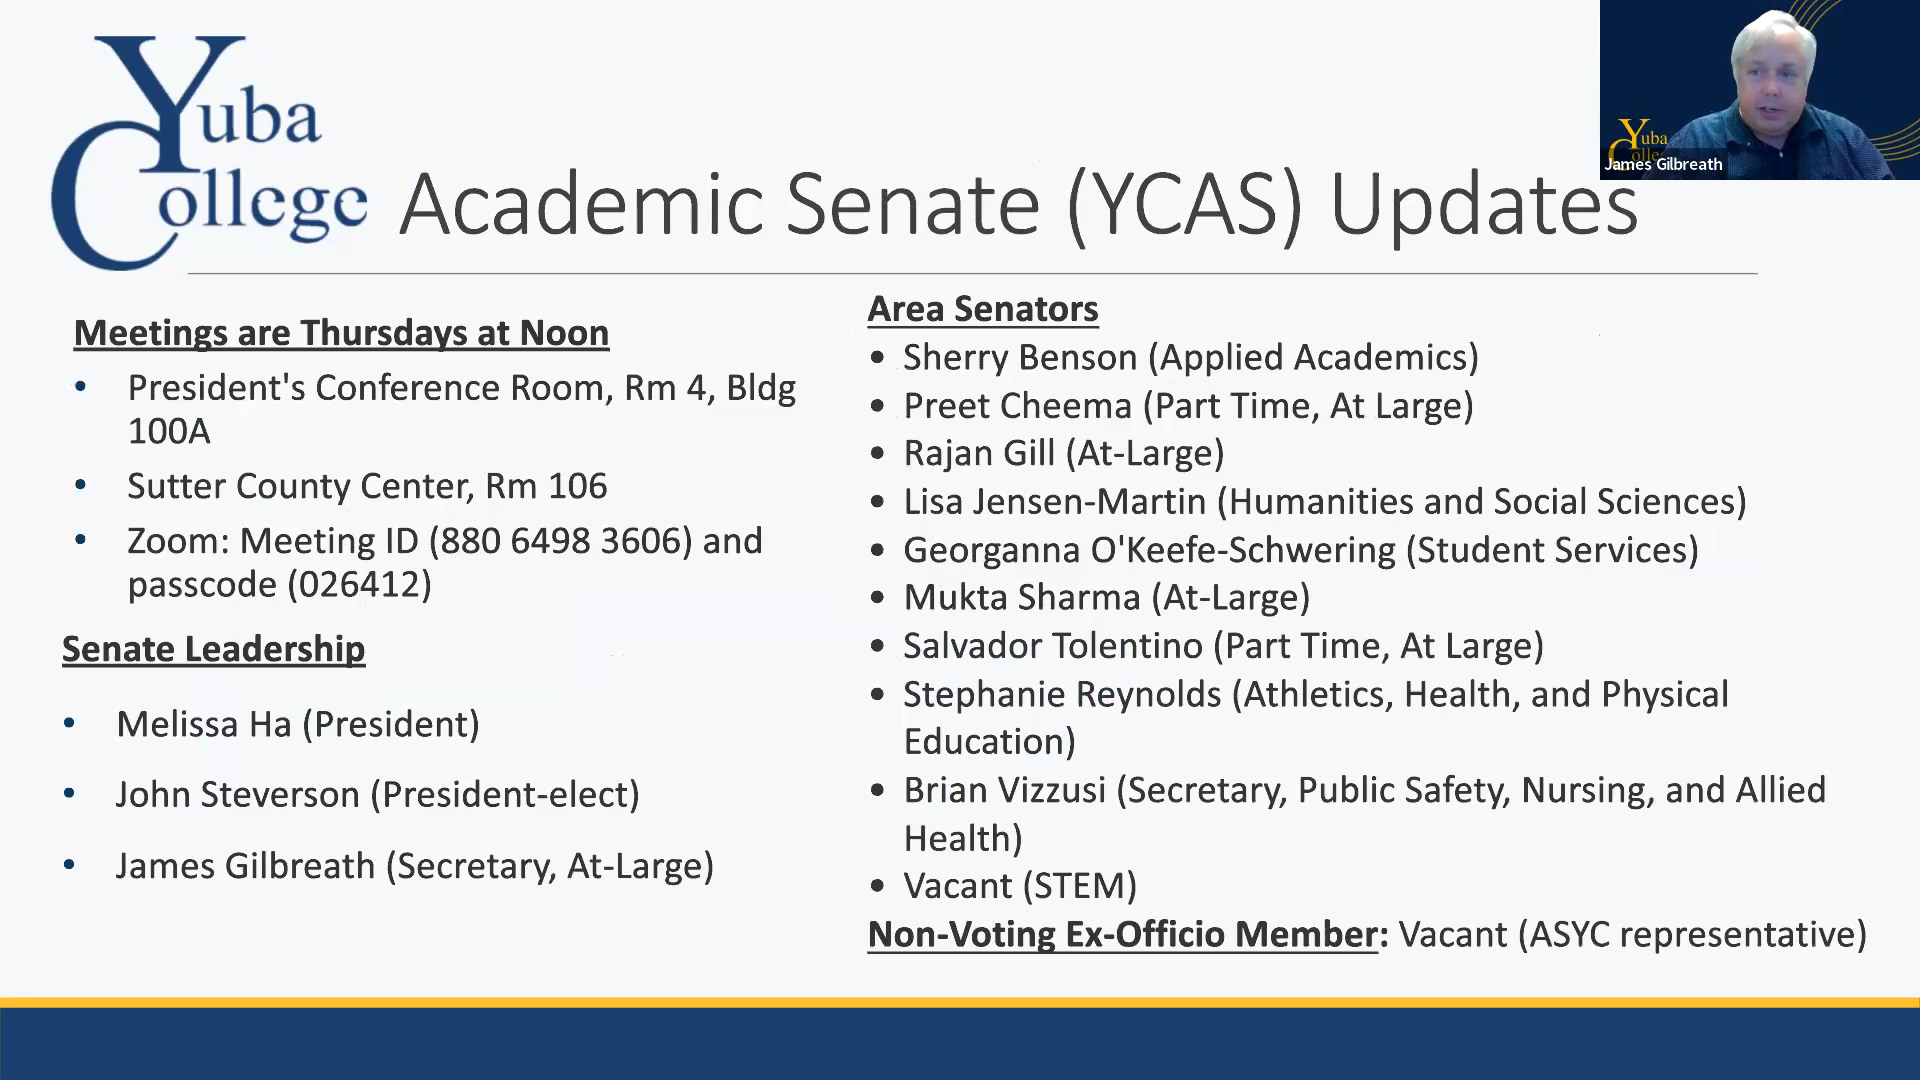 Yuba
College
Academic Senate (YCAS) Updates
Yuba
James Gilbreath
Meetings are Thursdays at Noon
• President's Conference Room, Rm 4, Bldg
100A
• Sutter County Center, Rm 106
• Zoom: Meeting ID (880 6498 3606) and
passcode (026412)
Senate Leadership
• Melissa Ha (President)
• John Steverson (President-elect)
• James Gilbreath (Secretary, At-Large)
Area Senators
• Sherry Benson (Applied Academics)
• Preet Cheema (Part Time, At Large)
• Rajan Gill (At-Large)
• Lisa Jensen-Martin (Humanities and Social Sciences)
• Georganna O'Keefe-Schwering (Student Services)
• Mukta Sharma (At-Large)
• Salvador Tolentino (Part Time, At Large)
• Stephanie Reynolds (Athletics, Health, and Physical
Education)
• Brian Vizzusi (Secretary, Public Safety, Nursing, and Allied
Health)
• Vacant (STEM)
Non-Voting Ex-Officio Member: Vacant (ASYC representative)